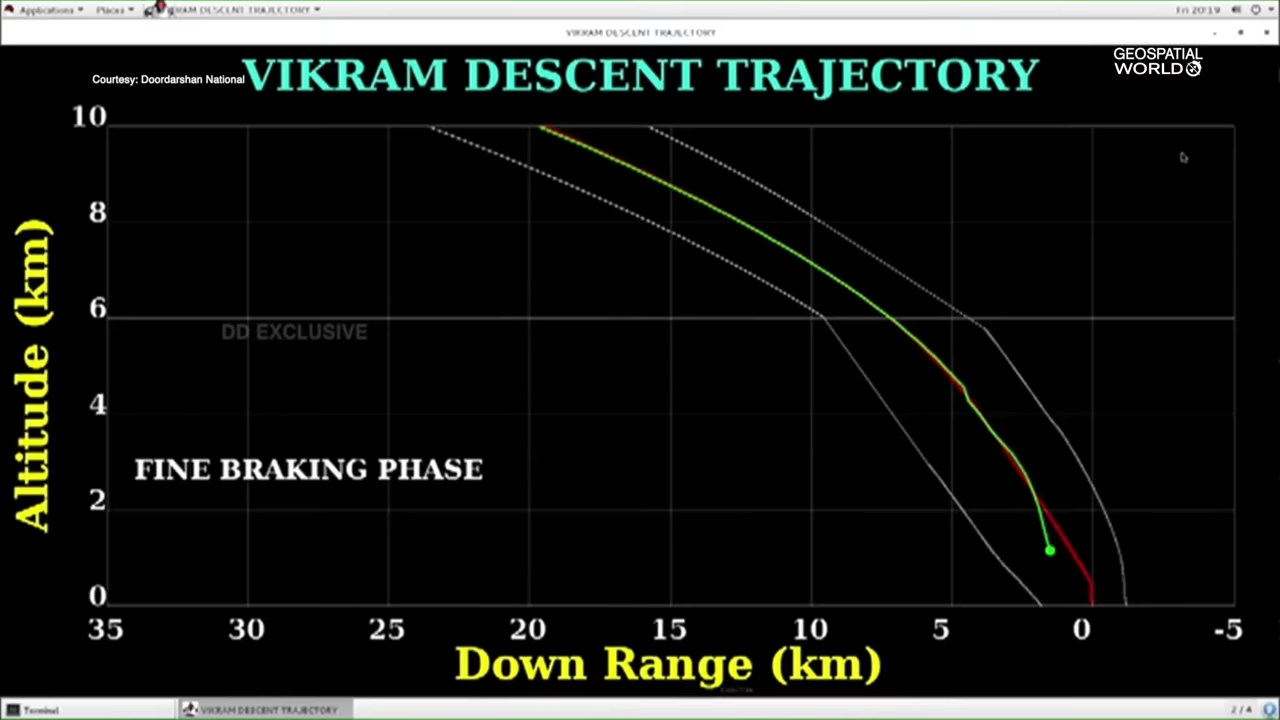 Applications Places VIKRAM DESCENT TRAJECTORY Fri 20:19
VIKRAM DESCENT TRAJECTORY
GEOSPATIAL
WORLD
Courtesy: Doordarshan National
VIKRAM DESCENT TRAJECTORY
10
8
6
4
2
0
Altitude (km)
DD EXCLUSIVE
FINE BRAKING PHASE
35 30 25 20 15 10 5 0 -5
Down Range (km)
Terminal VIKRAM DESCENT TRAJECTORY 2 / 4